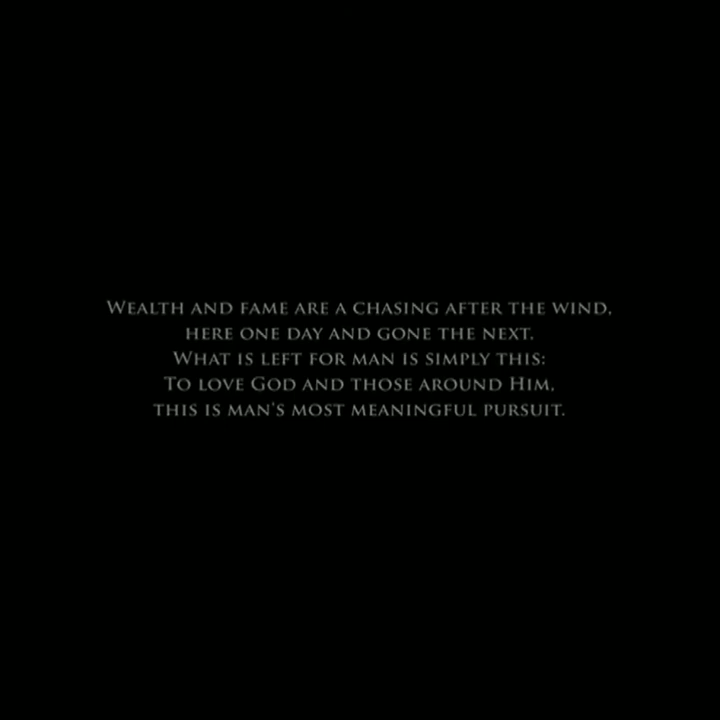 Wealth and fame are a chasing after the wind,
here one day and gone the next.
What is left for man is simply this:
To love God and those around Him,
this is man's most meaningful pursuit.